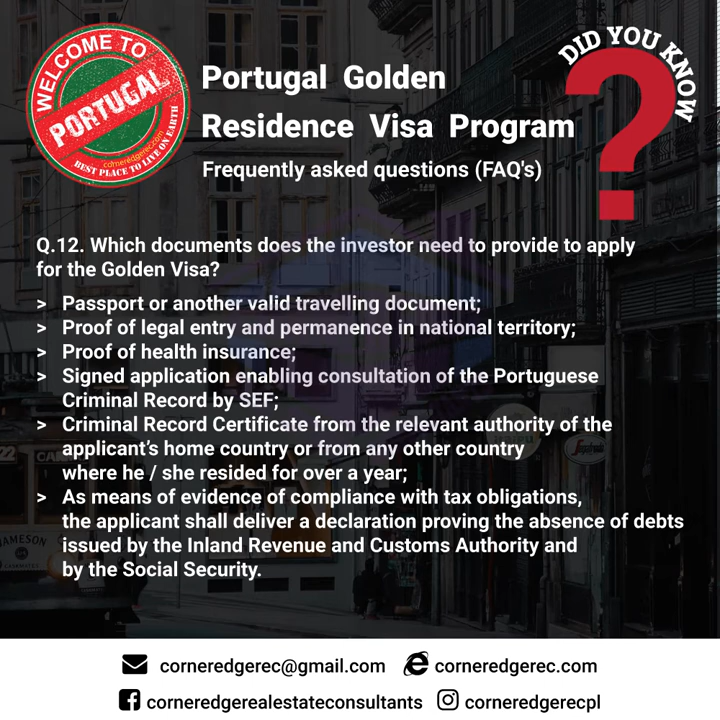 WELCOME TO
PORTUGAL
corneredgerec.com
BEST PLACE TO LIVE ON EARTH
DID YOU KNOW
?
Portugal Golden
Residence Visa Program
Frequently asked questions (FAQ's)
Q.12. Which documents does the investor need to provide to apply
for the Golden Visa?
> Passport or another valid travelling document;
> Proof of legal entry and permanence in national territory;
> Proof of health insurance;
> Signed application enabling consultation of the Portuguese
Criminal Record by SEF;
> Criminal Record Certificate from the relevant authority of the
applicant's home country or from any other country
where he / she resided for over a year;
> As means of evidence of compliance with tax obligations,
the applicant shall deliver a declaration proving the absence of debts
issued by the Inland Revenue and Customs Authority and
by the Social Security.
JAMESON
corneredgerec@gmail.com
corneredgerec.com
corneredgerealestateconsultants
corneredgerecpl